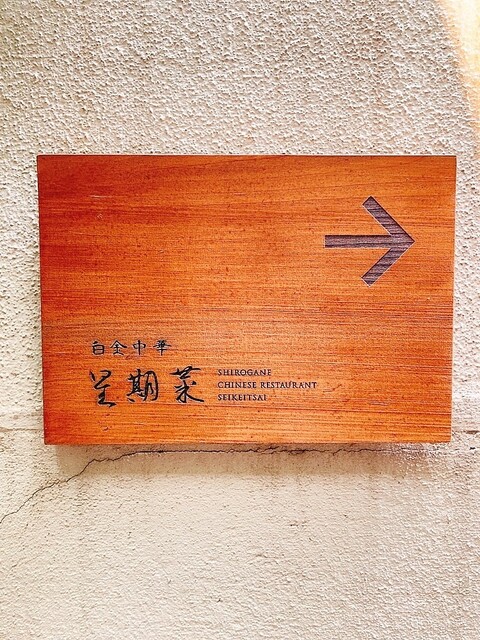 白金中華
星期菜
SHIROGANE
CHINESE RESTAURANT
SEIKEITSAI